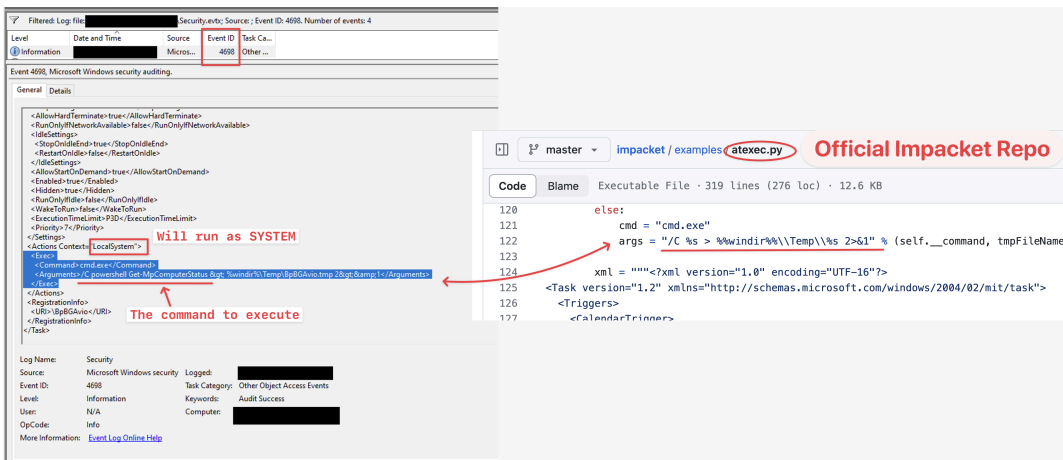 Filtered: Log: file: \Security.evtx; Source: ; Event ID: 4698. Number of events: 4
Level Date and Time Source Event ID Task Ca...
Information Micros... 4698 Other ...
Event 4698, Microsoft Windows security auditing.
General Details
<AllowHardTerminate>true</AllowHardTerminate>
<RunOnlyIfNetworkAvailable>false</RunOnlyIfNetworkAvailable>
<IdleSettings>
<StopOnIdleEnd>true</StopOnIdleEnd>
<RestartOnIdle>false</RestartOnIdle>
</IdleSettings>
<AllowStartOnDemand>true</AllowStartOnDemand>
<Enabled>true</Enabled>
<Hidden>true</Hidden>
<RunOnlyIfIdle>false</RunOnlyIfIdle>
<WakeToRun>false</WakeToRun>
<ExecutionTimeLimit>P3D</ExecutionTimeLimit>
<Priority>7</Priority>
</Settings>
<Actions Context="LocalSystem">
Will run as SYSTEM
<Exec>
<Command>cmd.exe</Command>
<Arguments>/C powershell Get-MpComputerStatus &gt; %windir%\Temp\BpBGAvio.tmp 2&gt;&amp;1</Arguments>
</Exec>
</Actions>
<RegistrationInfo>
<URI>\BpBGAvio</URI>
</RegistrationInfo>
</Task>
The command to execute
Log Name: Security
Source: Microsoft Windows security Logged:
Event ID: 4698 Task Category: Other Object Access Events
Level: Information Keywords: Audit Success
User: N/A Computer:
OpCode: Info
More Information: Event Log Online Help
master impacket / examples / atexec.py Official Impacket Repo
Code Blame Executable File · 319 lines (276 loc) · 12.6 KB
120 else:
121 cmd = "cmd.exe"
122 args = "/C %s > %%windir%%\\Temp\\%s 2>&1" % (self.__command, tmpFileName
123
124 xml = """<?xml version="1.0" encoding="UTF-16"?>
125 <Task version="1.2" xmlns="http://schemas.microsoft.com/windows/2004/02/mit/task">
126 <Triggers>
127 <CalendarTrigger>